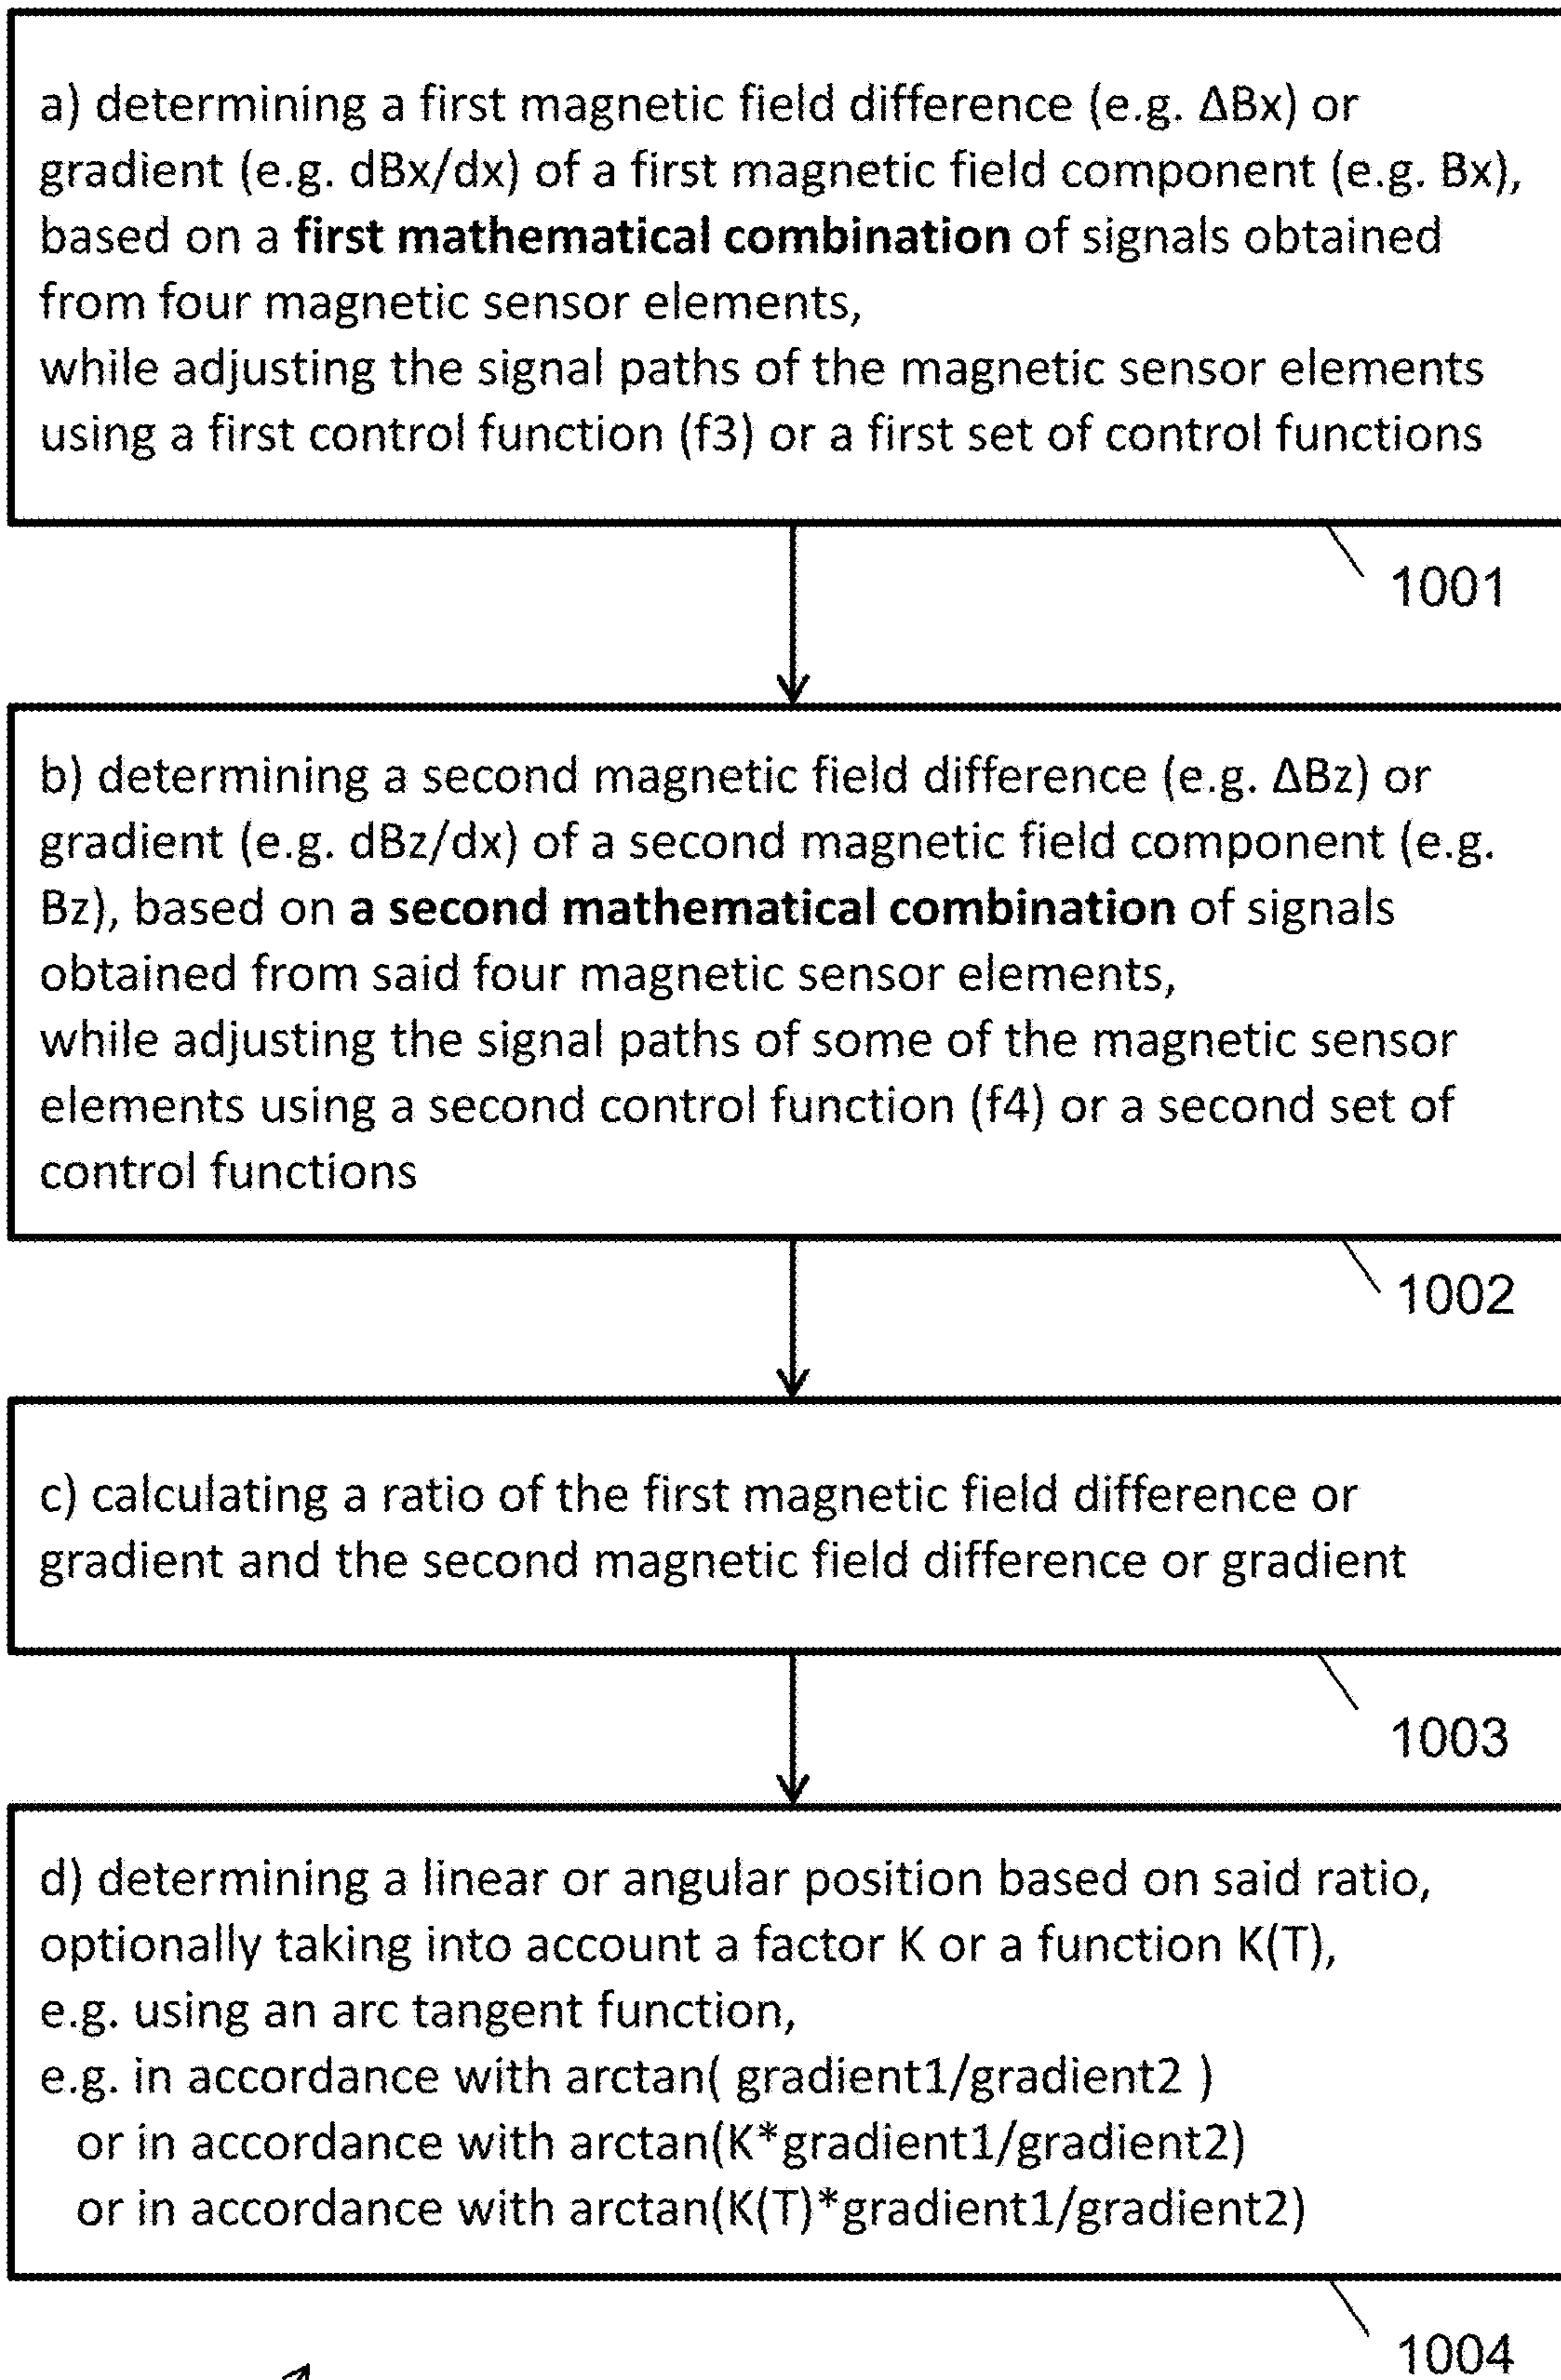 a) determining a first magnetic field difference (e.g. ΔBx) or
gradient (e.g. dBx/dx) of a first magnetic field component (e.g. Bx),
based on a first mathematical combination of signals obtained
from four magnetic sensor elements,
while adjusting the signal paths of the magnetic sensor elements
using a first control function (f3) or a first set of control functions
1001
b) determining a second magnetic field difference (e.g. ΔBz) or
gradient (e.g. dBz/dx) of a second magnetic field component (e.g.
Bz), based on a second mathematical combination of signals
obtained from said four magnetic sensor elements,
while adjusting the signal paths of some of the magnetic sensor
elements using a second control function (f4) or a second set of
control functions
1002
c) calculating a ratio of the first magnetic field difference or
gradient and the second magnetic field difference or gradient
1003
d) determining a linear or angular position based on said ratio,
optionally taking into account a factor K or a function K(T),
e.g. using an arc tangent function,
e.g. in accordance with arctan( gradient1/gradient2 )
or in accordance with arctan(K*gradient1/gradient2)
or in accordance with arctan(K(T)*gradient1/gradient2)
1004